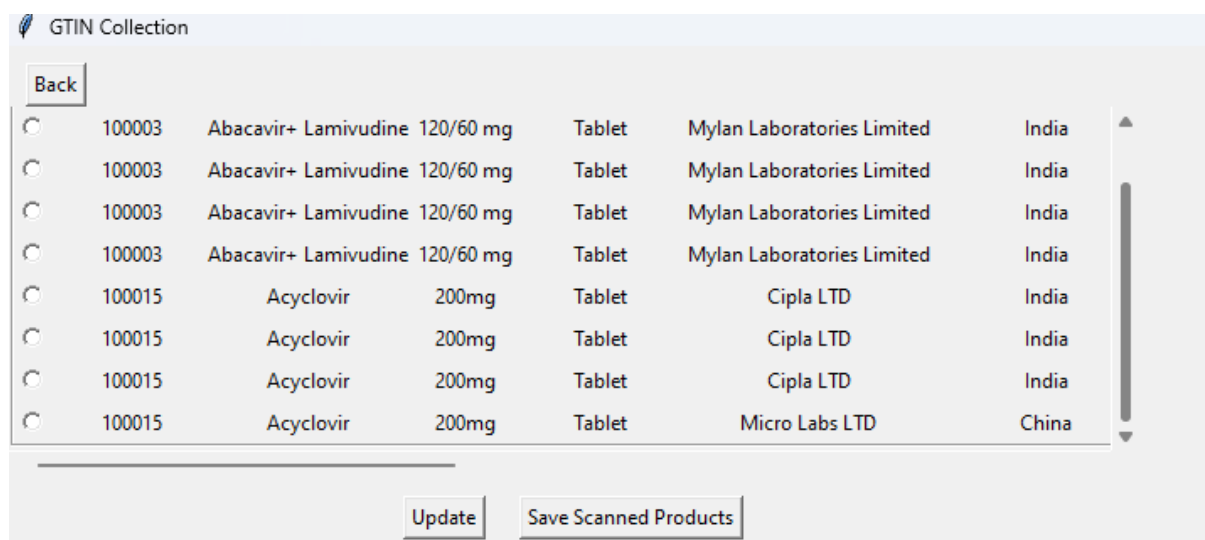 GTIN Collection
Back
100003 Abacavir+ Lamivudine 120/60 mg Tablet Mylan Laboratories Limited India
100003 Abacavir+ Lamivudine 120/60 mg Tablet Mylan Laboratories Limited India
100003 Abacavir+ Lamivudine 120/60 mg Tablet Mylan Laboratories Limited India
100003 Abacavir+ Lamivudine 120/60 mg Tablet Mylan Laboratories Limited India
100015 Acyclovir 200mg Tablet Cipla LTD India
100015 Acyclovir 200mg Tablet Cipla LTD India
100015 Acyclovir 200mg Tablet Cipla LTD India
100015 Acyclovir 200mg Tablet Micro Labs LTD China
Update Save Scanned Products